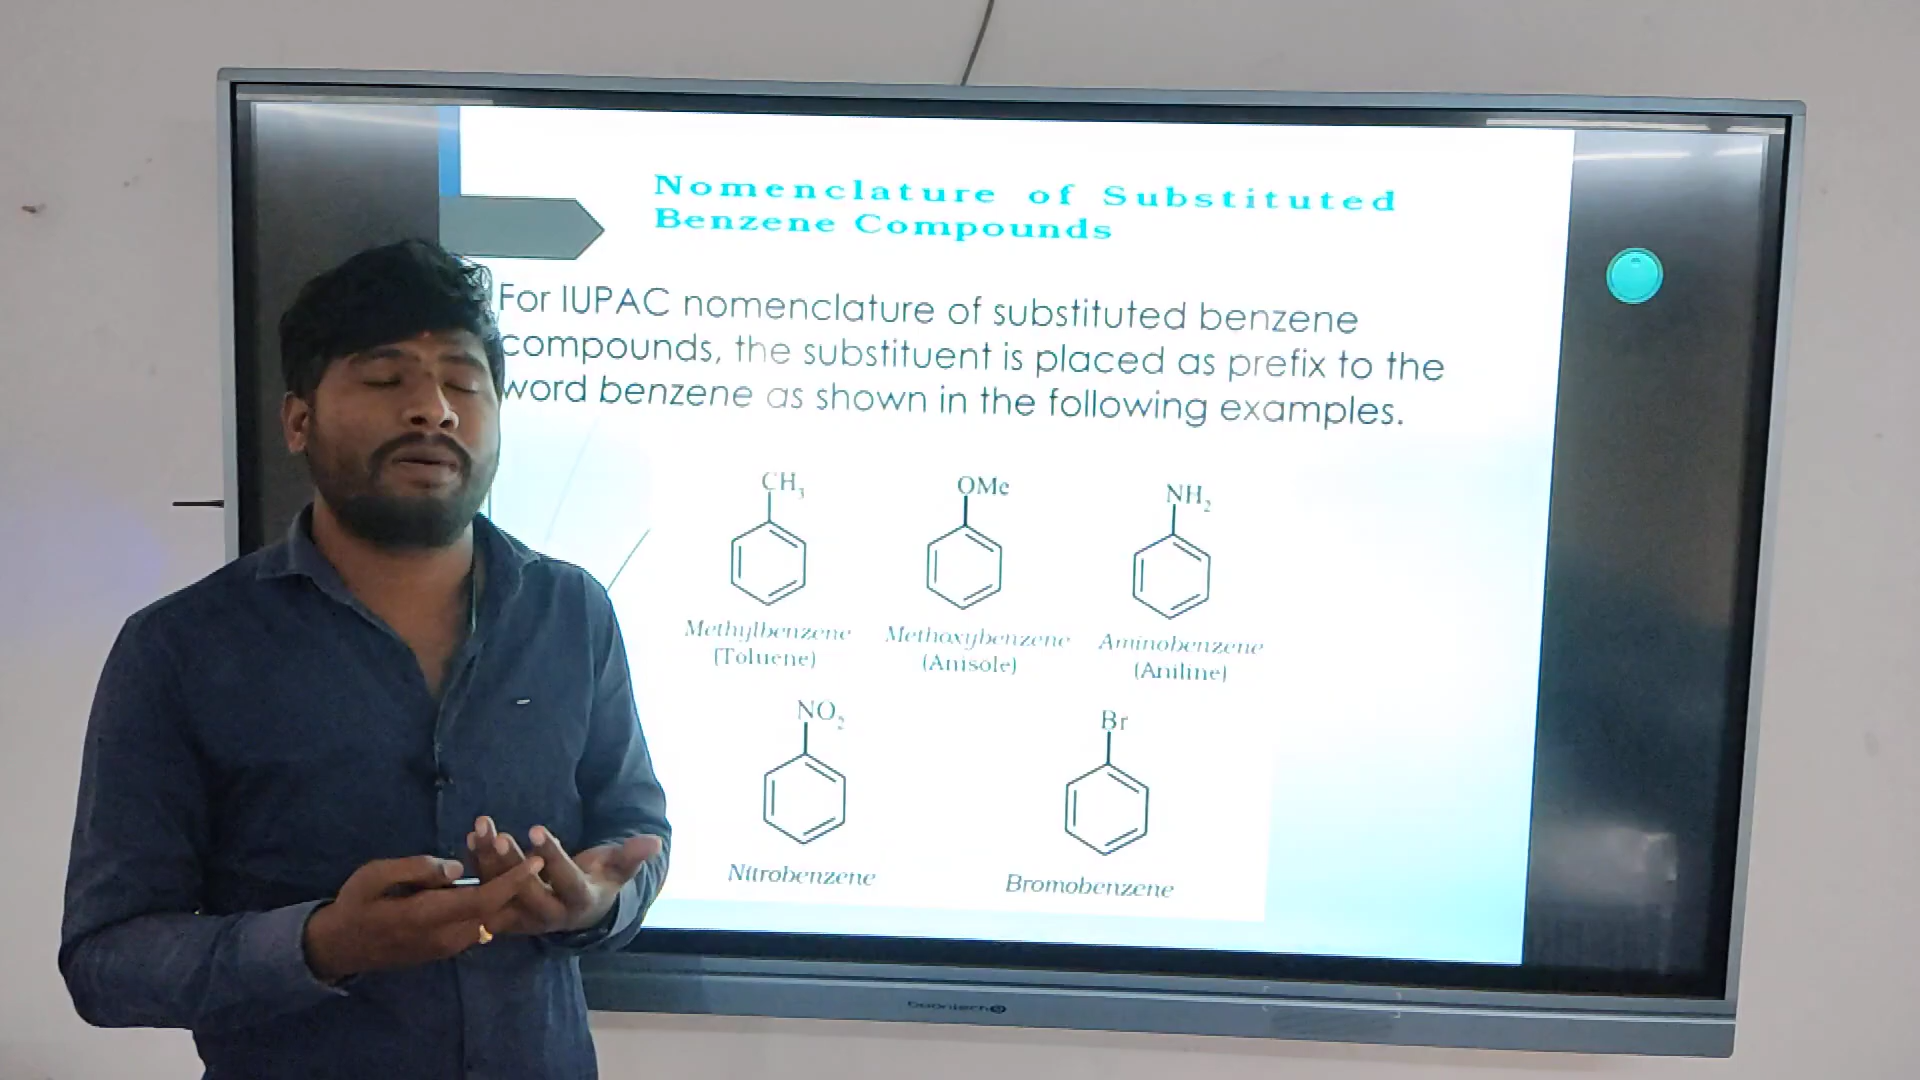 Nomenclature of Substituted
Benzene Compounds
For IUPAC nomenclature of substituted benzene
compounds, the substituent is placed as prefix to the
word benzene as shown in the following examples.
CH3 OMe NH2
Methylbenzene Methoxybenzene Aminobenzene
(Toluene) (Anisole) (Aniline)
NO2 Br
Nitrobenzene Bromobenzene